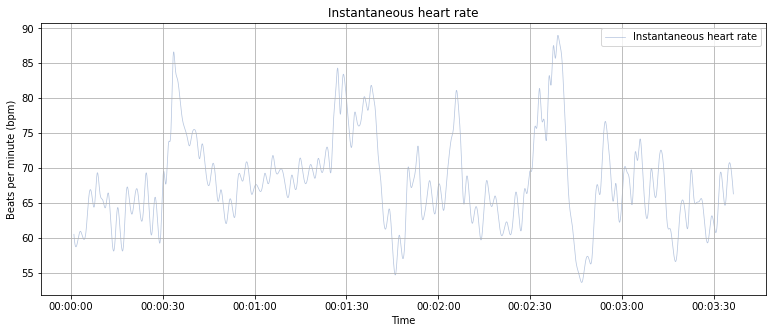 Instantaneous heart rate
Instantaneous heart rate
Beats per minute (bpm)
90
85
80
75
70
65
60
55
00:00:00 00:00:30 00:01:00 00:01:30 00:02:00 00:02:30 00:03:00 00:03:30
Time